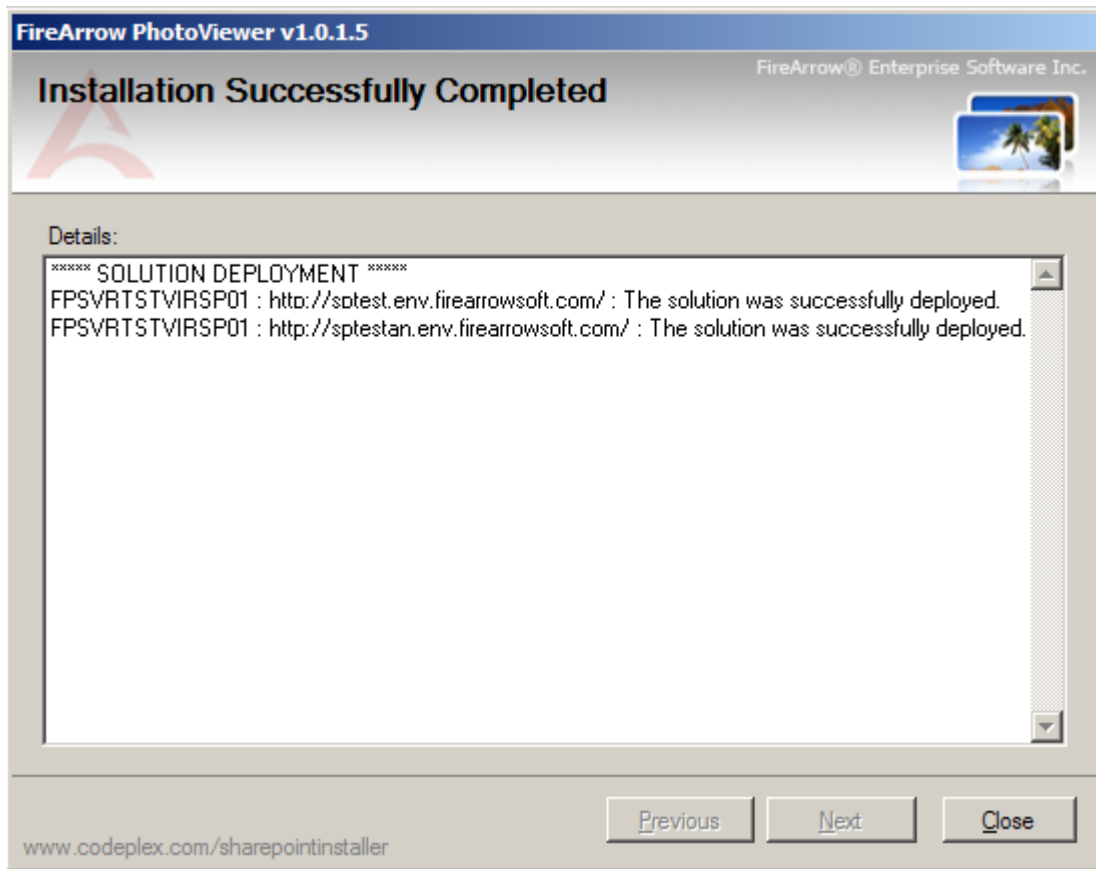 FireArrow PhotoViewer v1.0.1.5
FireArrow® Enterprise Software Inc.
Installation Successfully Completed
Details:
***** SOLUTION DEPLOYMENT *****
FPSVRTSTVIRSP01 : http://sptest.env.firearrowsoft.com/ : The solution was successfully deployed.
FPSVRTSTVIRSP01 : http://sptestan.env.firearrowsoft.com/ : The solution was successfully deployed.
Previous
Next
Close
www.codeplex.com/sharepointinstaller